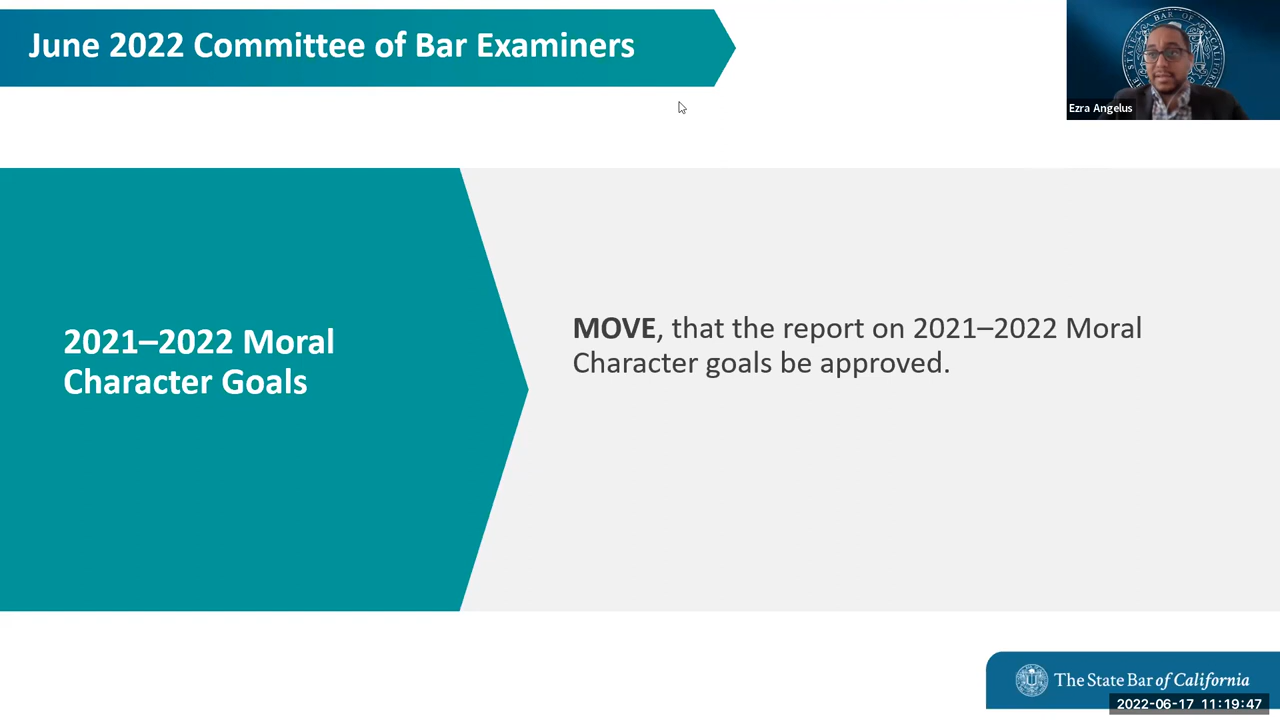 June 2022 Committee of Bar Examiners
Ezra Angelus
2021–2022 Moral
Character Goals
MOVE, that the report on 2021–2022 Moral
Character goals be approved.
The State Bar of California
2022-06-17 11:19:47